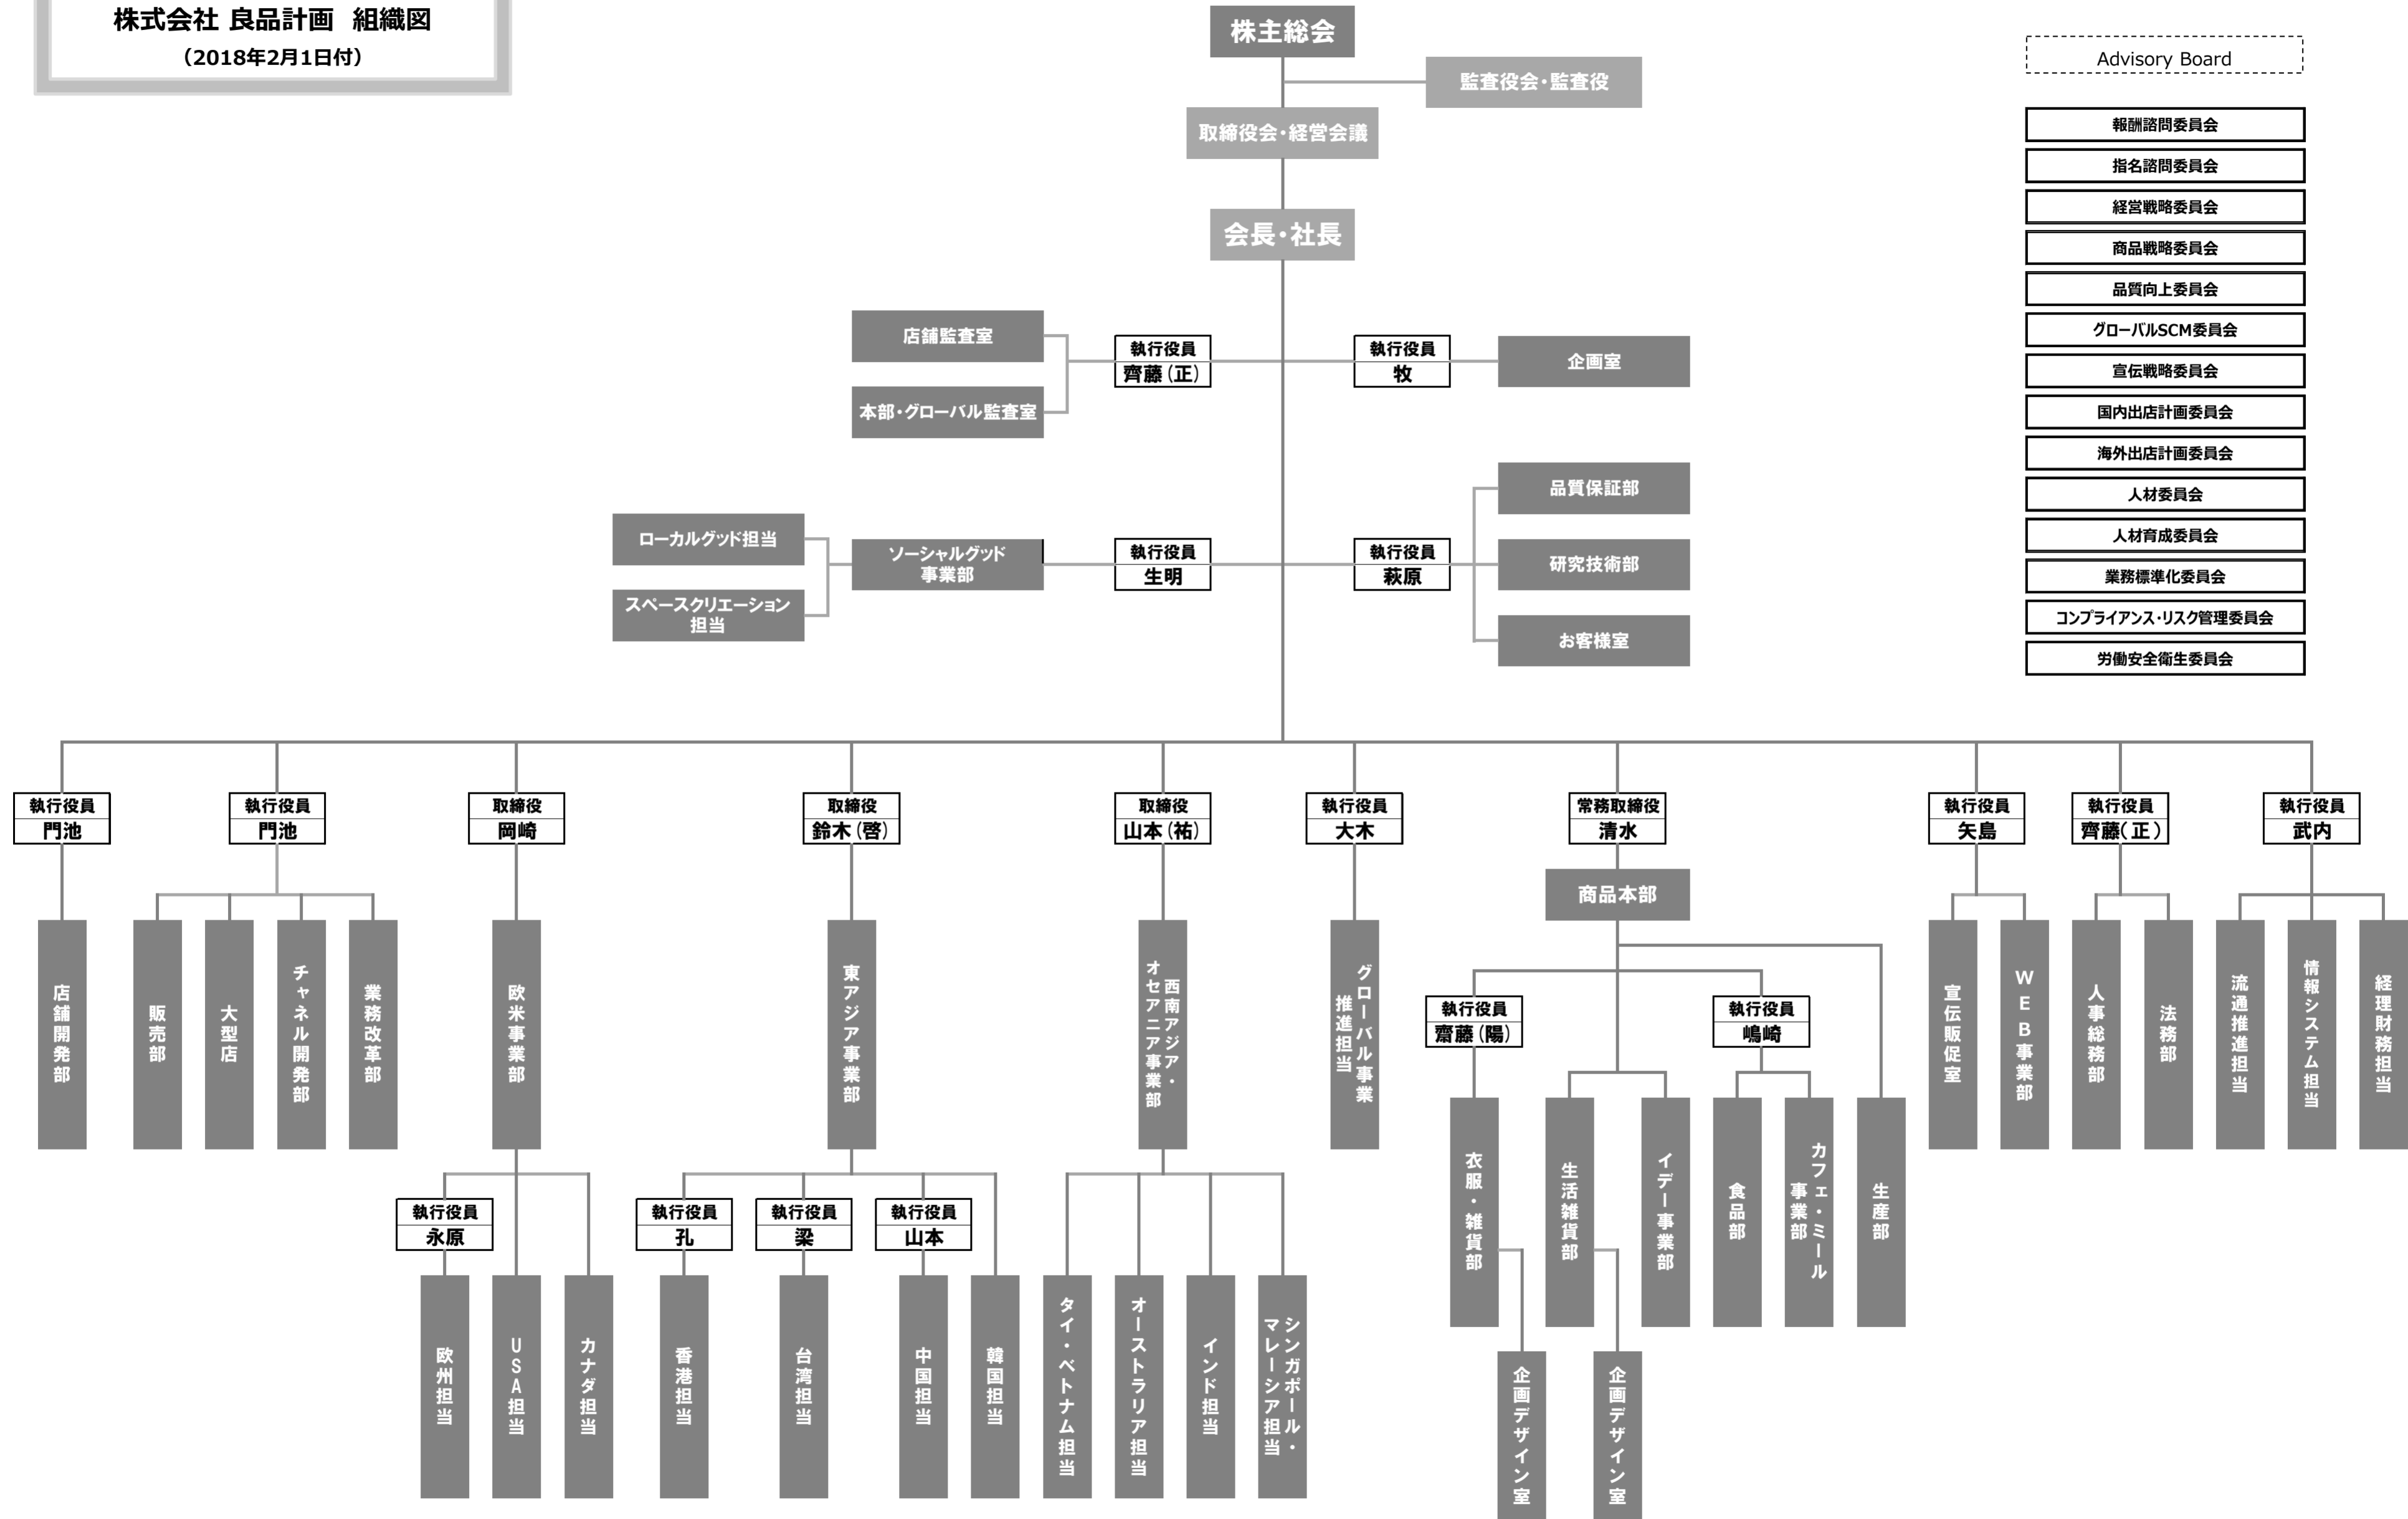 株式会社 良品計画 組織図
（2018年2月1日付）
株主総会
監査役会・監査役
取締役会・経営会議
会長・社長
Advisory Board
報酬諮問委員会
指名諮問委員会
経営戦略委員会
商品戦略委員会
品質向上委員会
グローバルSCM委員会
宣伝戦略委員会
国内出店計画委員会
海外出店計画委員会
人材委員会
人材育成委員会
業務標準化委員会
コンプライアンス・リスク管理委員会
労働安全衛生委員会
店舗監査室
本部・グローバル監査室
執行役員
齊藤（正）
執行役員
牧
企画室
ローカルグッド担当
スペースクリエーション
担当
ソーシャルグッド
事業部
執行役員
生明
執行役員
萩原
品質保証部
研究技術部
お客様室
執行役員
門池
店舗開発部
執行役員
門池
販売部
大型店
チャネル開発部
業務改革部
取締役
岡崎
欧米事業部
執行役員
永原
欧州担当
USA担当
カナダ担当
取締役
鈴木（啓）
東アジア事業部
執行役員
孔
香港担当
執行役員
梁
台湾担当
執行役員
山本
中国担当
韓国担当
取締役
山本（祐）
西南アジア・
オセアニア事業部
タイ・ベトナム担当
オーストラリア担当
インド担当
シンガポール・
マレーシア担当
執行役員
大木
グローバル事業
推進担当
常務取締役
清水
商品本部
執行役員
齋藤（陽）
衣服・雑貨部
企画デザイン室
生活雑貨部
企画デザイン室
イデー事業部
執行役員
嶋崎
食品部
カフェ・ミール
事業部
生産部
執行役員
矢島
宣伝販促室
WEB事業部
執行役員
齊藤（正）
人事総務部
法務部
執行役員
武内
流通推進担当
情報システム担当
経理財務担当